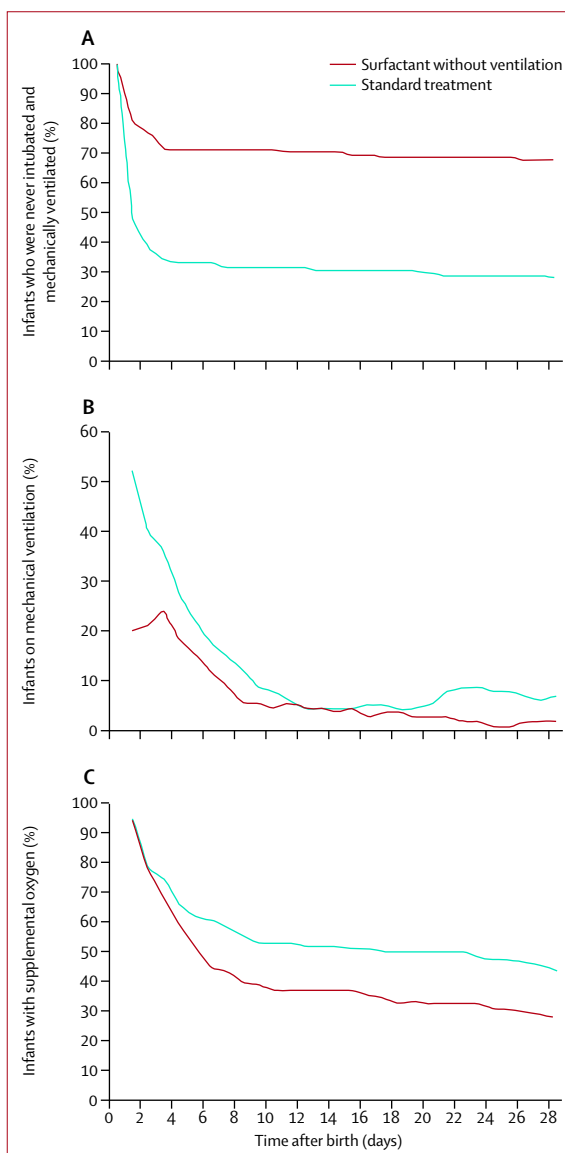 A
Surfactant without ventilation
Standard treatment
Infants who were never intubated and
mechanically ventilated (%)
100
90
80
70
60
50
40
30
20
10
0
B
Infants on mechanical ventilation (%)
60
50
40
30
20
10
0
C
Infants with supplemental oxygen (%)
100
90
80
70
60
50
40
30
20
10
0
0 2 4 6 8 10 12 14 16 18 20 22 24 26 28
Time after birth (days)